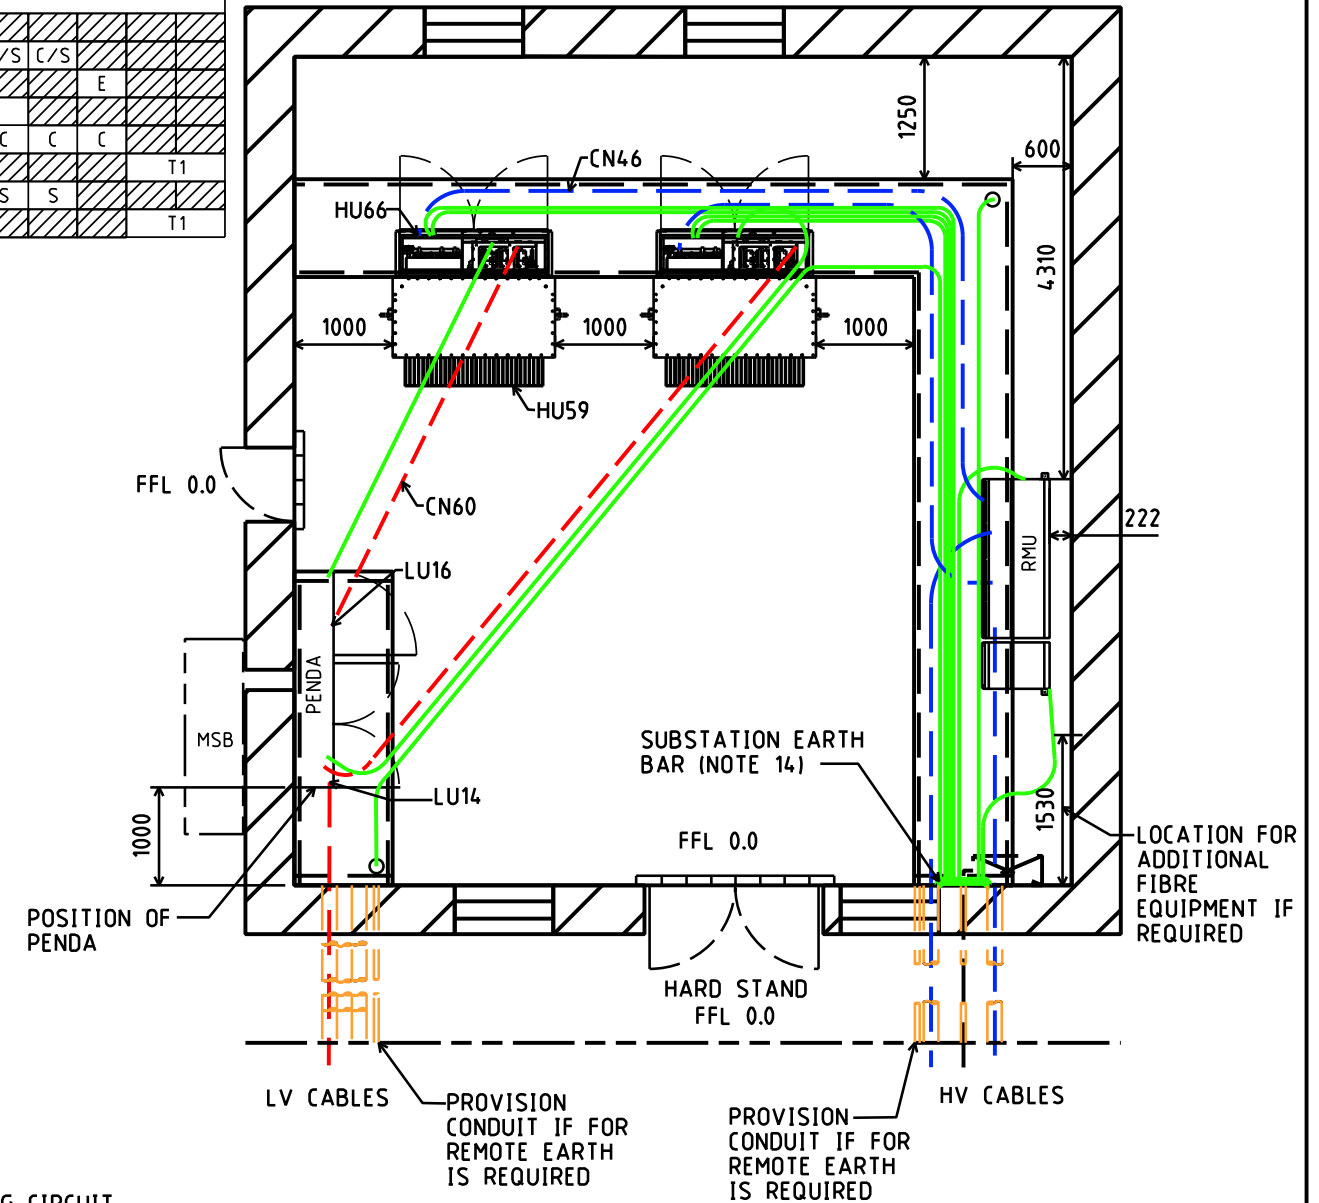 /S C/S
E
C C C
T1
S S
T1
1250
600
CN46
HU66
4310
1000
1000
1000
HU59
FFL 0.0
CN60
222
RMU
LU16
PENDA
MSB
SUBSTATION EARTH
BAR (NOTE 14)
LU14
1000
1530
FFL 0.0
LOCATION FOR
ADDITIONAL
FIBRE
EQUIPMENT IF
REQUIRED
POSITION OF
PENDA
HARD STAND
FFL 0.0
LV CABLES
HV CABLES
PROVISION
CONDUIT IF FOR
REMOTE EARTH
IS REQUIRED
PROVISION
CONDUIT IF FOR
REMOTE EARTH
IS REQUIRED
G CIRCUIT